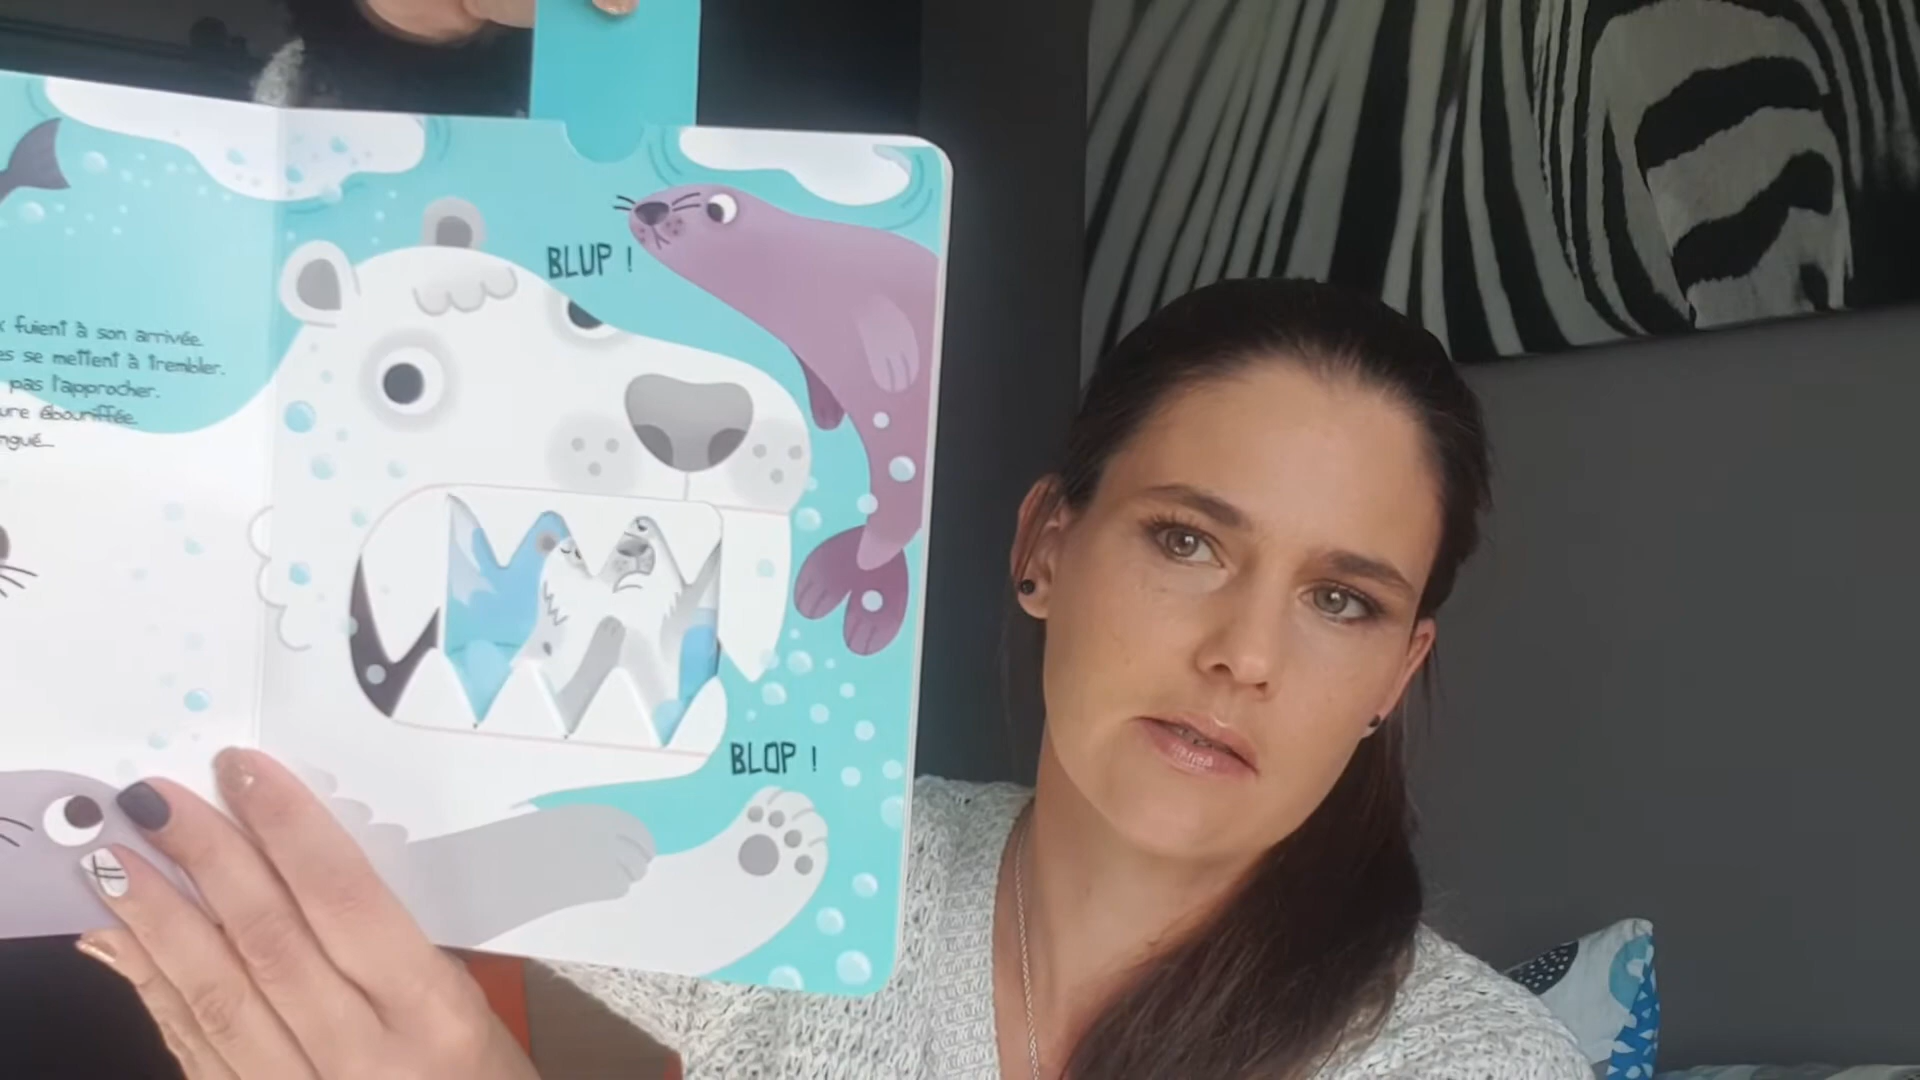 fuient à son arrivée.
es se mettent à trembler.
pas l'approcher.
ure ébouriffée.
ngué...
BLUP !
BLOP !